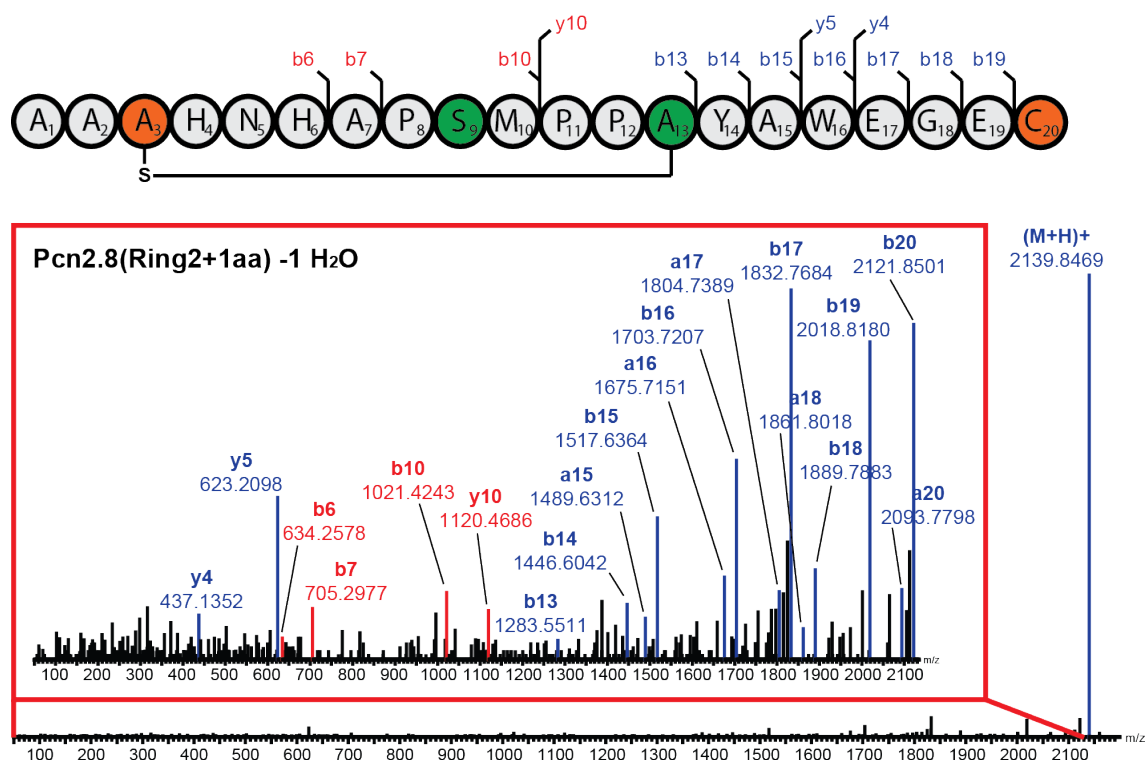 y10 y5 y4
b6 b7 b10 b13 b14 b15 b16 b17 b18 b19
A1 A2 A3 H4 N5 H6 A7 P8 S9 M10 P11 P12 A13 Y14 A15 W16 E17 G18 E19 C20
S
Pcn2.8(Ring2+1aa) -1 H2O
(M+H)+
2139.8469
b20
2121.8501
b17
1832.7684
a17
1804.7389
b19
2018.8180
b16
1703.7207
a16
1675.7151
a18
1861.8018
b15
1517.6364
b18
1889.7883
y5
623.2098
b10
1021.4243
a15
1489.6312
a20
2093.7798
y10
1120.4686
b6
634.2578
b14
1446.6042
b7
705.2977
y4
437.1352
b13
1283.5511
100 200 300 400 500 600 700 800 900 1000 1100 1200 1300 1400 1500 1600 1700 1800 1900 2000 2100 m/z
100 200 300 400 500 600 700 800 900 1000 1100 1200 1300 1400 1500 1600 1700 1800 1900 2000 2100 m/z